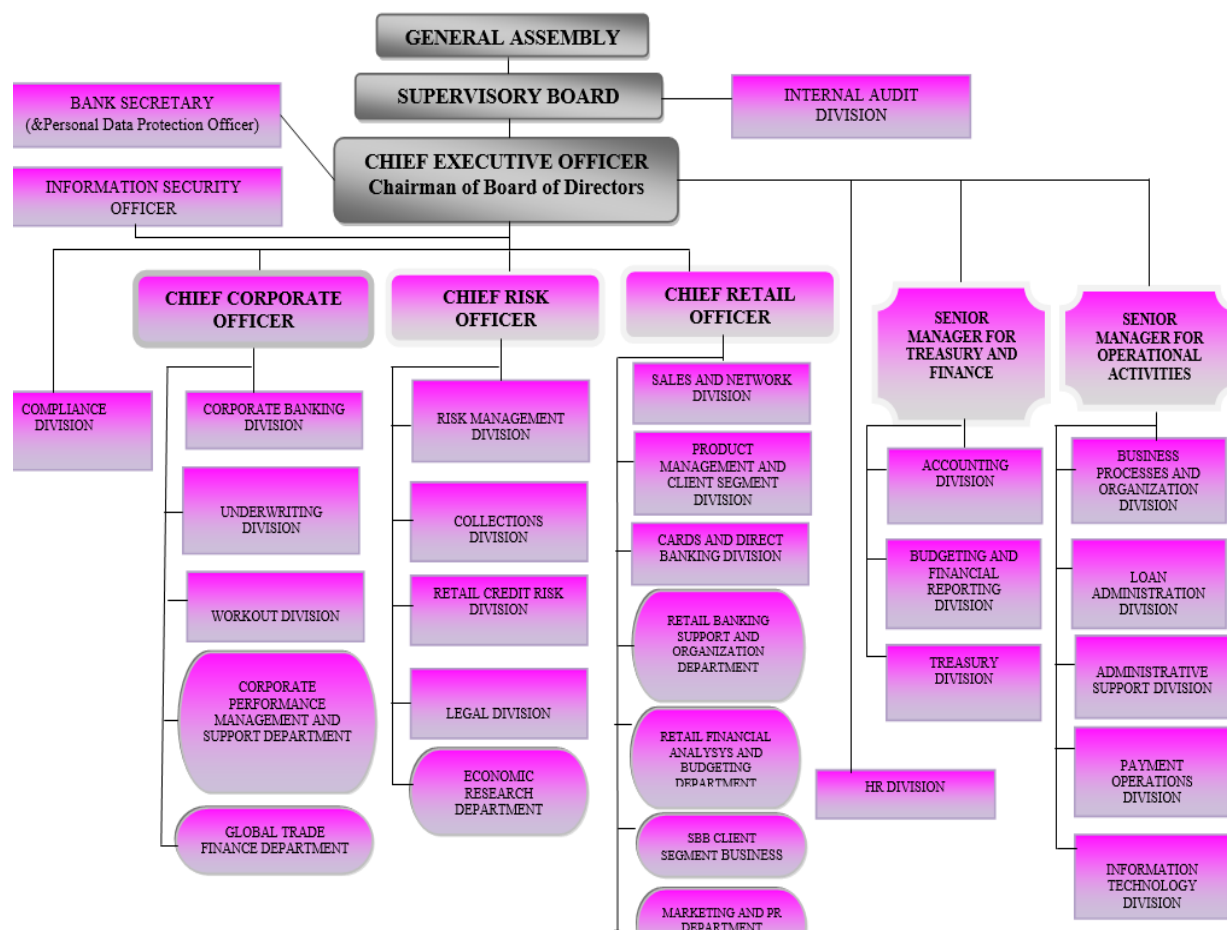 GENERAL ASSEMBLY
SUPERVISORY BOARD
BANK SECRETARY
(&Personal Data Protection Officer)
INTERNAL AUDIT
DIVISION
CHIEF EXECUTIVE OFFICER
Chairman of Board of Directors
INFORMATION SECURITY
OFFICER
CHIEF CORPORATE
OFFICER
CHIEF RISK
OFFICER
CHIEF RETAIL
OFFICER
SENIOR
MANAGER FOR
TREASURY AND
FINANCE
SENIOR
MANAGER FOR
OPERATIONAL
ACTIVITIES
COMPLIANCE
DIVISION
CORPORATE BANKING
DIVISION
UNDERWRITING
DIVISION
WORKOUT DIVISION
CORPORATE
PERFORMANCE
MANAGEMENT AND
SUPPORT DEPARTMENT
GLOBAL TRADE
FINANCE DEPARTMENT
RISK MANAGEMENT
DIVISION
COLLECTIONS
DIVISION
RETAIL CREDIT RISK
DIVISION
LEGAL DIVISION
ECONOMIC
RESEARCH
DEPARTMENT
SALES AND NETWORK
DIVISION
PRODUCT
MANAGEMENT AND
CLIENT SEGMENT
DIVISION
CARDS AND DIRECT
BANKING DIVISION
RETAIL BANKING
SUPPORT AND
ORGANIZATION
DEPARTMENT
RETAIL FINANCIAL
ANALYSYS AND
BUDGETING
DEPARTMENT
SBB CLIENT
SEGMENT BUSINESS
MARKETING AND PR
DEPARTMENT
ACCOUNTING
DIVISION
BUDGETING AND
FINANCIAL
REPORTING
DIVISION
TREASURY
DIVISION
HR DIVISION
BUSINESS
PROCESSES AND
ORGANIZATION
DIVISION
LOAN
ADMINISTRATION
DIVISION
ADMINISTRATIVE
SUPPORT DIVISION
PAYMENT
OPERATIONS
DIVISION
INFORMATION
TECHNOLOGY
DIVISION